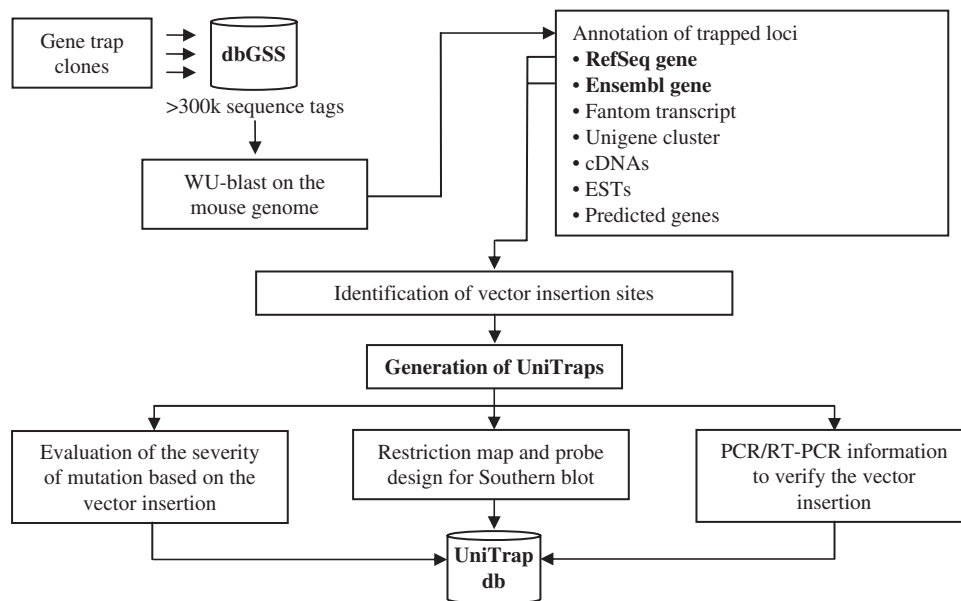 Gene trap
clones
dbGSS
>300k sequence tags
WU-blast on the
mouse genome
Annotation of trapped loci
• RefSeq gene
• Ensembl gene
• Fantom transcript
• Unigene cluster
• cDNAs
• ESTs
• Predicted genes
Identification of vector insertion sites
Generation of UniTraps
Evaluation of the severity
of mutation based on the
vector insertion
Restriction map and probe
design for Southern blot
PCR/RT-PCR information
to verify the vector
insertion
UniTrap
db